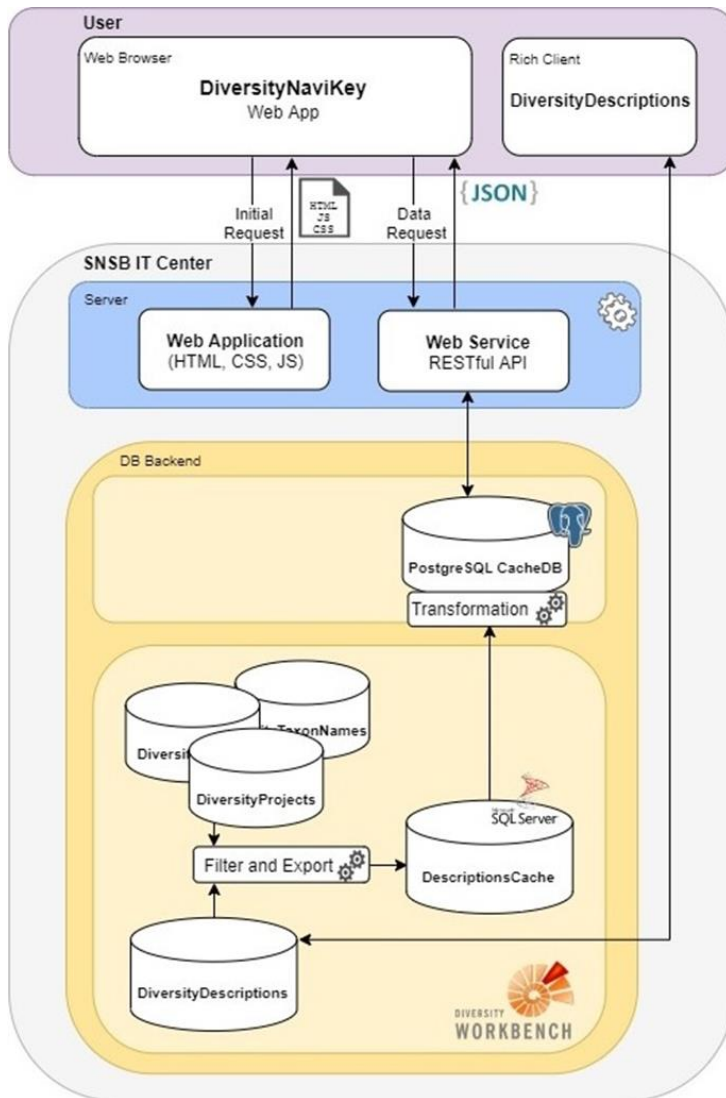 User
Web Browser
DiversityNaviKey
Web App
Rich Client
DiversityDescriptions
Initial
Request
HTML
JS
CSS
Data
Request
{JSON}
SNSB IT Center
Server
Web Application
(HTML, CSS, JS)
Web Service
RESTful API
DB Backend
PostgreSQL CacheDB
Transformation
TaxonNames
DiversityProjects
SQL Server
Filter and Export
DescriptionsCache
DiversityDescriptions
DIVERSITY
WORKBENCH